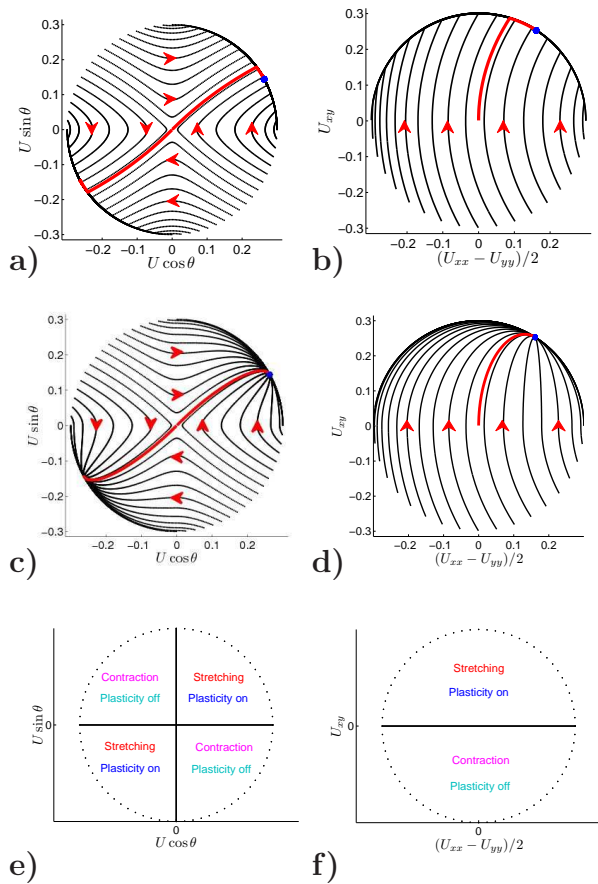 0.3
0.2
0.1
0
−0.1
−0.2
−0.3
U sin θ
−0.2
−0.1
0
0.1
0.2
U cos θ
a)
0.3
0.2
0.1
0
−0.1
−0.2
−0.3
U_xy
−0.2
−0.1
0
0.1
0.2
(U_xx − U_yy)/2
b)
0.3
0.2
0.1
0
−0.1
−0.2
−0.3
U sin θ
−0.2
−0.1
0
0.1
0.2
U cos θ
c)
0.3
0.2
0.1
0
−0.1
−0.2
−0.3
U_xy
−0.2
−0.1
0
0.1
0.2
(U_xx − U_yy)/2
d)
Contraction
Plasticity off
Stretching
Plasticity on
Stretching
Plasticity on
Contraction
Plasticity off
0
U sin θ
0
U cos θ
e)
Stretching
Plasticity on
Contraction
Plasticity off
0
U_xy
0
(U_xx − U_yy)/2
f)